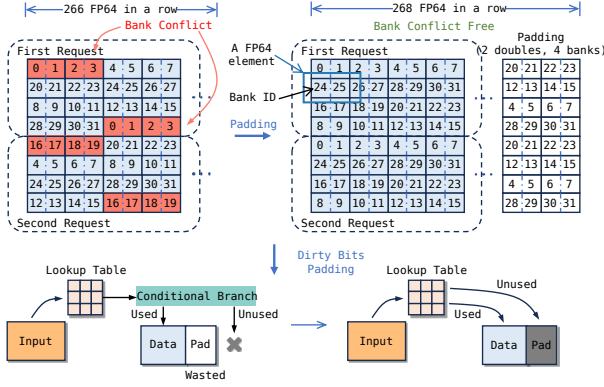 266 FP64 in a row
268 FP64 in a row
Bank Conflict
Bank Conflict Free
Padding
(2 doubles, 4 banks)
First Request
A FP64
element
First Request
0 1 2 3 4 5 6 7
20 21 22 23 24 25 26 27
8 9 10 11 12 13 14 15
28 29 30 31 0 1 2 3
16 17 18 19 20 21 22 23
4 5 6 7 8 9 10 11
24 25 26 27 28 29 30 31
12 13 14 15 16 17 18 19
Second Request
Bank ID
Padding
0 1 2 3 4 5 6 7
24 25 26 27 28 29 30 31
16 17 18 19 20 21 22 23
8 9 10 11 12 13 14 15
0 1 2 3 4 5 6 7
24 25 26 27 28 29 30 31
16 17 18 19 20 21 22 23
8 9 10 11 12 13 14 15
Second Request
20 21 22 23
12 13 14 15
4 5 6 7
28 29 30 31
20 21 22 23
12 13 14 15
4 5 6 7
28 29 30 31
Dirty Bits
Padding
Lookup Table
Conditional Branch
Used
Unused
Input
Data
Pad
Wasted
Lookup Table
Unused
Used
Input
Data
Pad